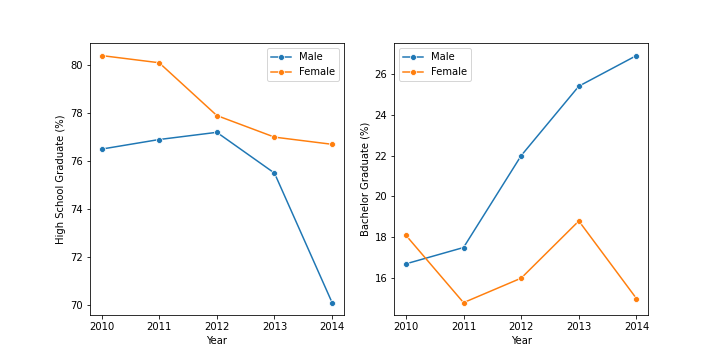 Male
Female
High School Graduate (%)
80
78
76
74
72
70
2010 2011 2012 2013 2014
Year
Male
Female
Bachelor Graduate (%)
26
24
22
20
18
16
2010 2011 2012 2013 2014
Year